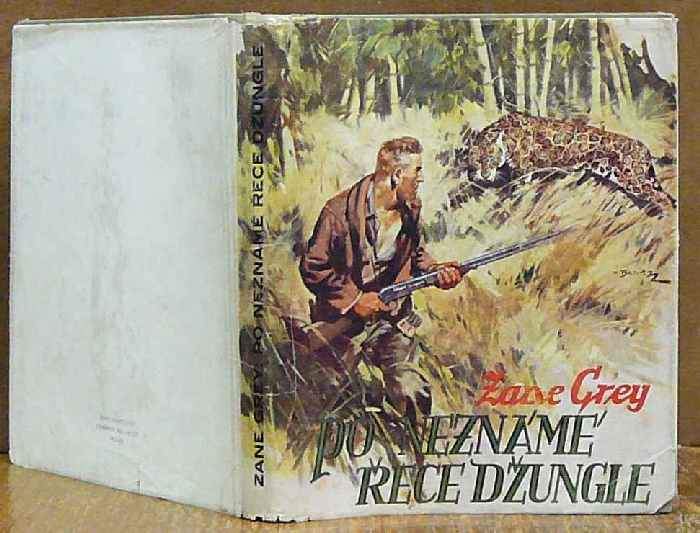 ZANE GREY PO NEZNÁMÉ ŘECE DŽUNGLE
Zane Grey
PO NEZNÁMÉ
ŘECE DŽUNGLE